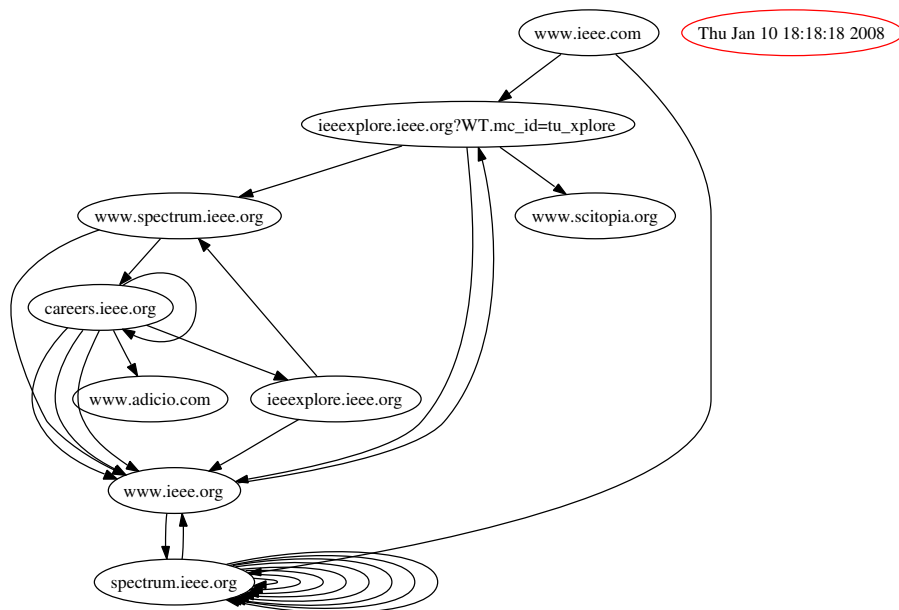 www.ieee.com
Thu Jan 10 18:18:18 2008
ieeexplore.ieee.org?WT.mc_id=tu_xplore
www.spectrum.ieee.org
www.scitopia.org
careers.ieee.org
www.adicio.com
ieeexplore.ieee.org
www.ieee.org
spectrum.ieee.org